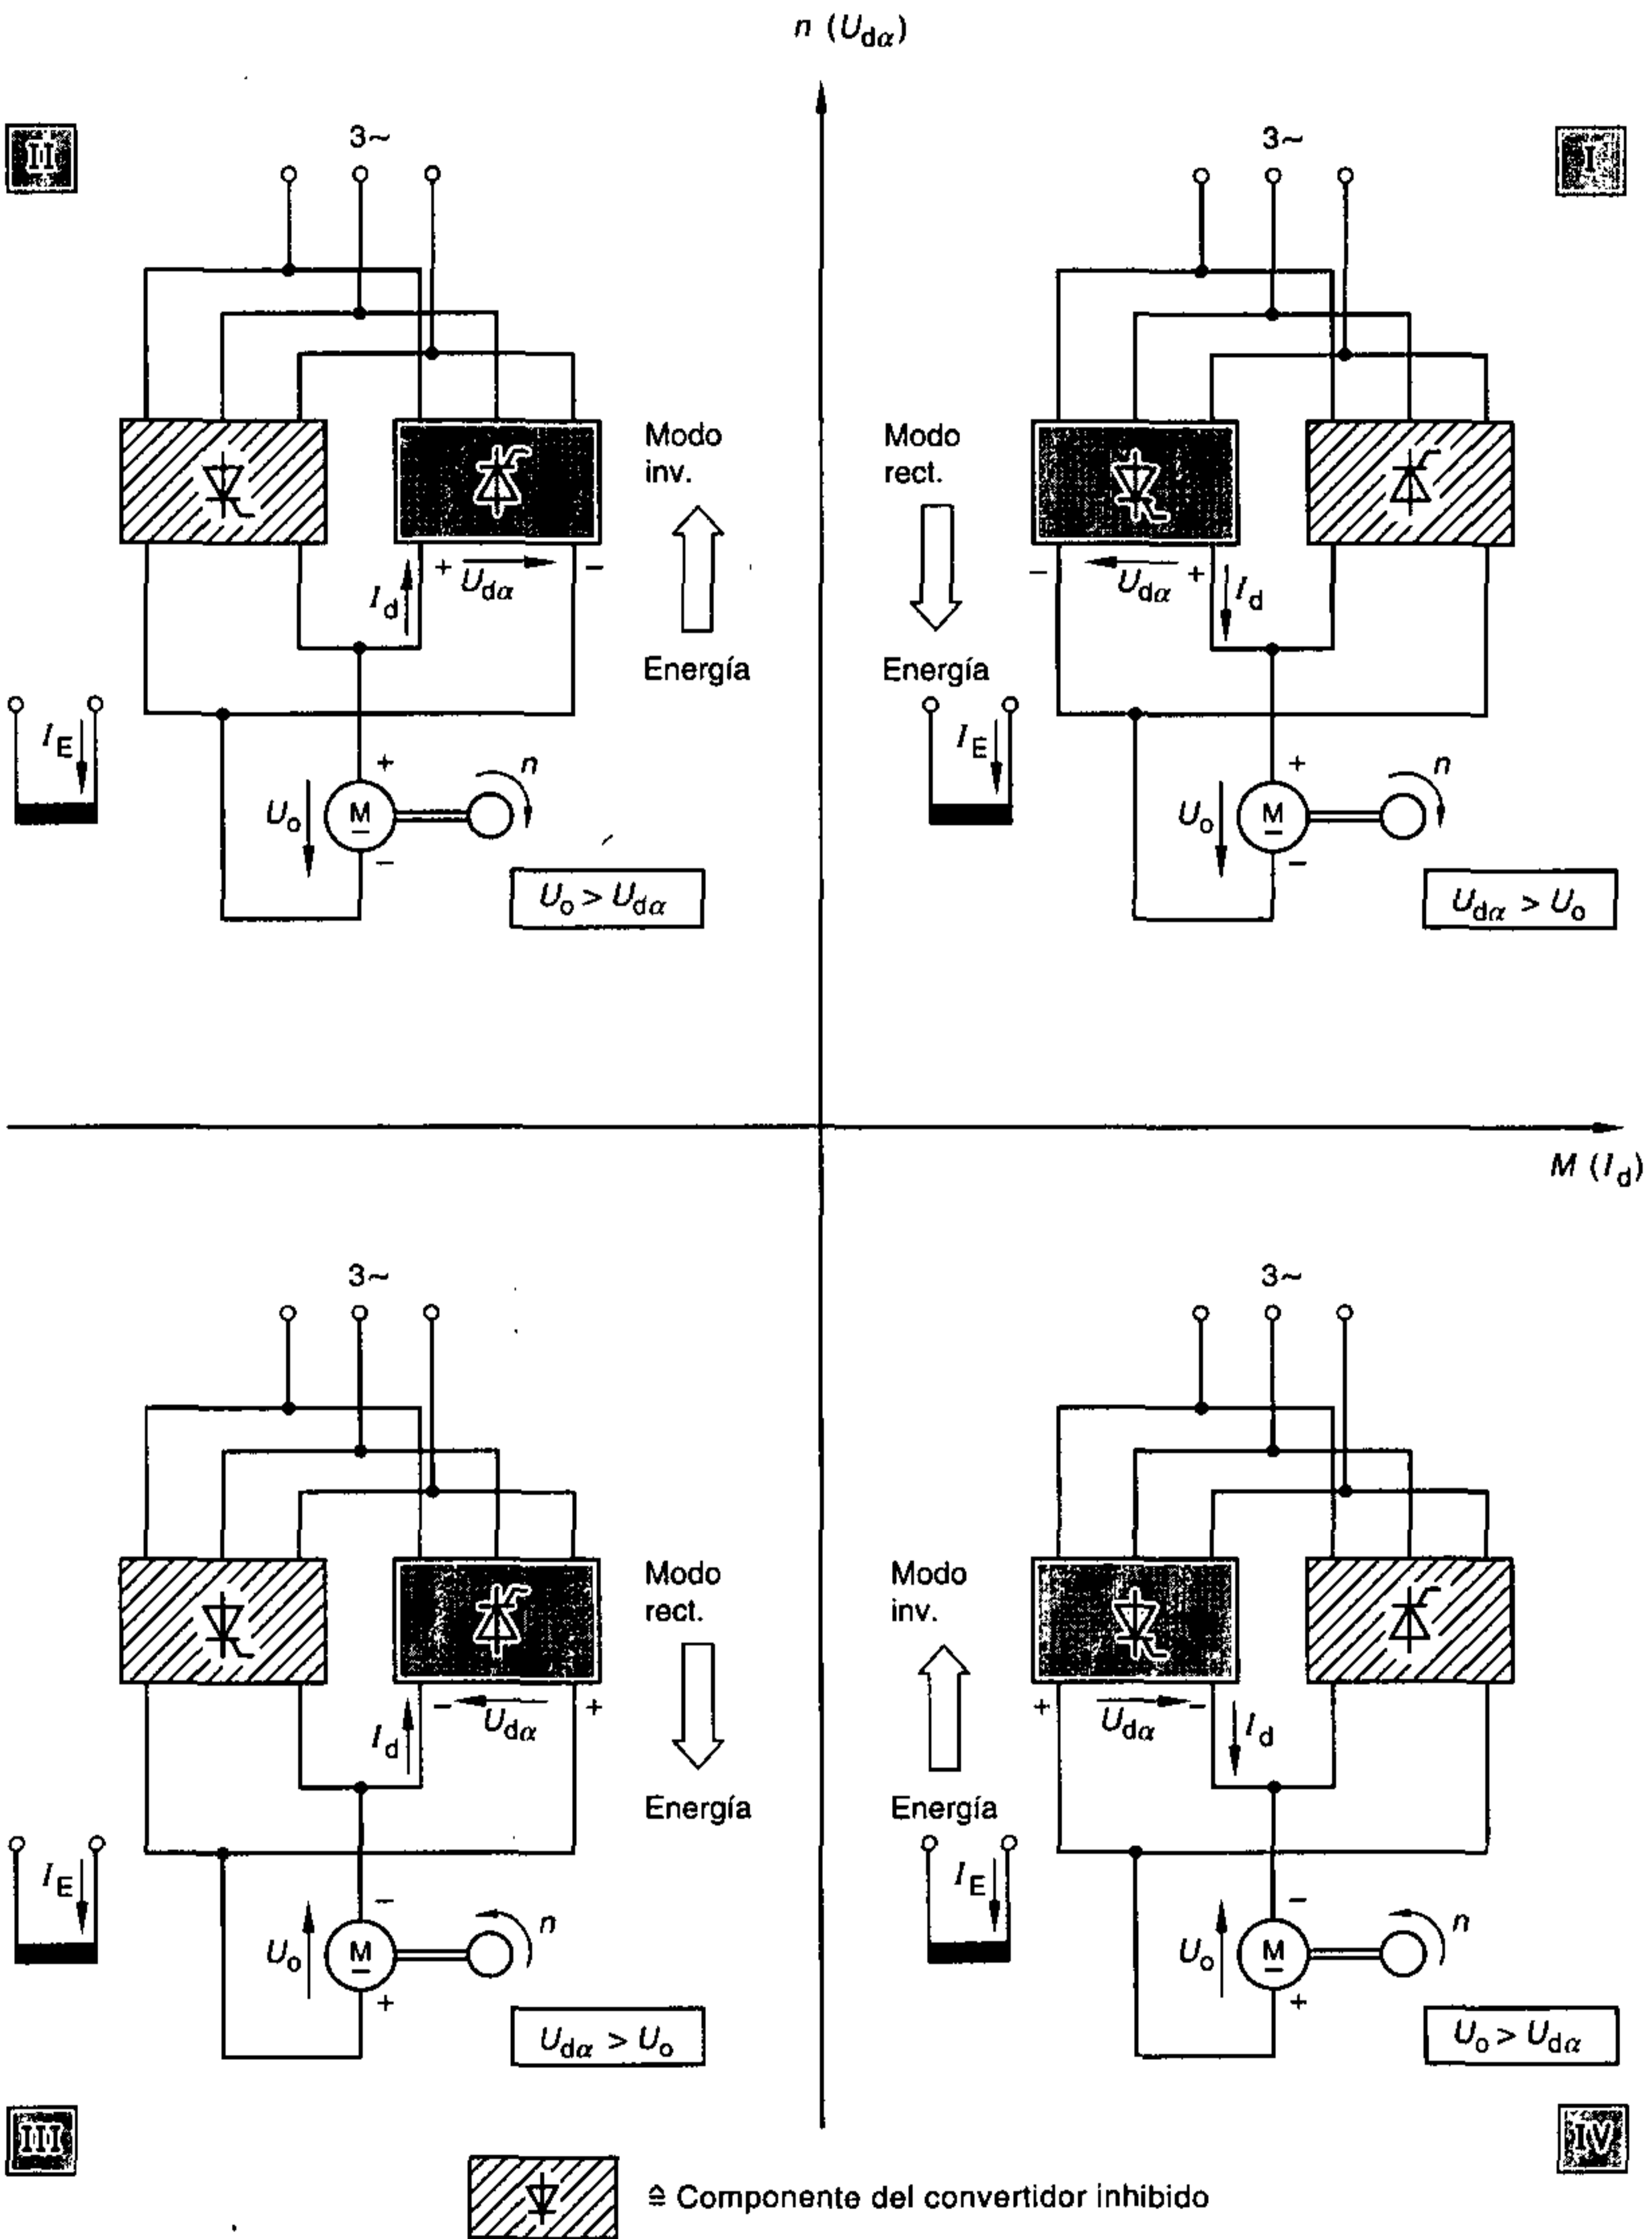 n (Udα)
II
3~
Modo
inv.
+ Udα −
Id
Energía
IE
+
Uo
M
n
−
Uo > Udα
I
3~
Modo
rect.
− Udα +
Id
Energía
IE
+
Uo
M
n
−
Udα > Uo
M (Id)
3~
Modo
rect.
− Udα +
Id
Energía
IE
−
Uo
M
n
+
Udα > Uo
III
3~
Modo
inv.
+ Udα −
Id
Energía
IE
−
Uo
M
n
+
Uo > Udα
IV
≙ Componente del convertidor inhibido